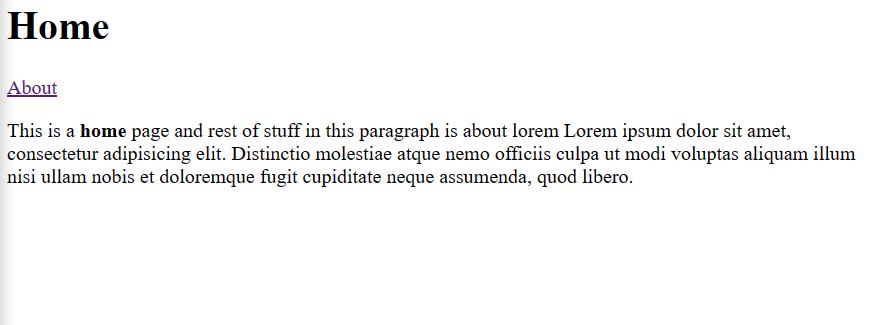 Home
About
This is a home page and rest of stuff in this paragraph is about lorem Lorem ipsum dolor sit amet,
consectetur adipisicing elit. Distinctio molestiae atque nemo officiis culpa ut modi voluptas aliquam illum
nisi ullam nobis et doloremque fugit cupiditate neque assumenda, quod libero.